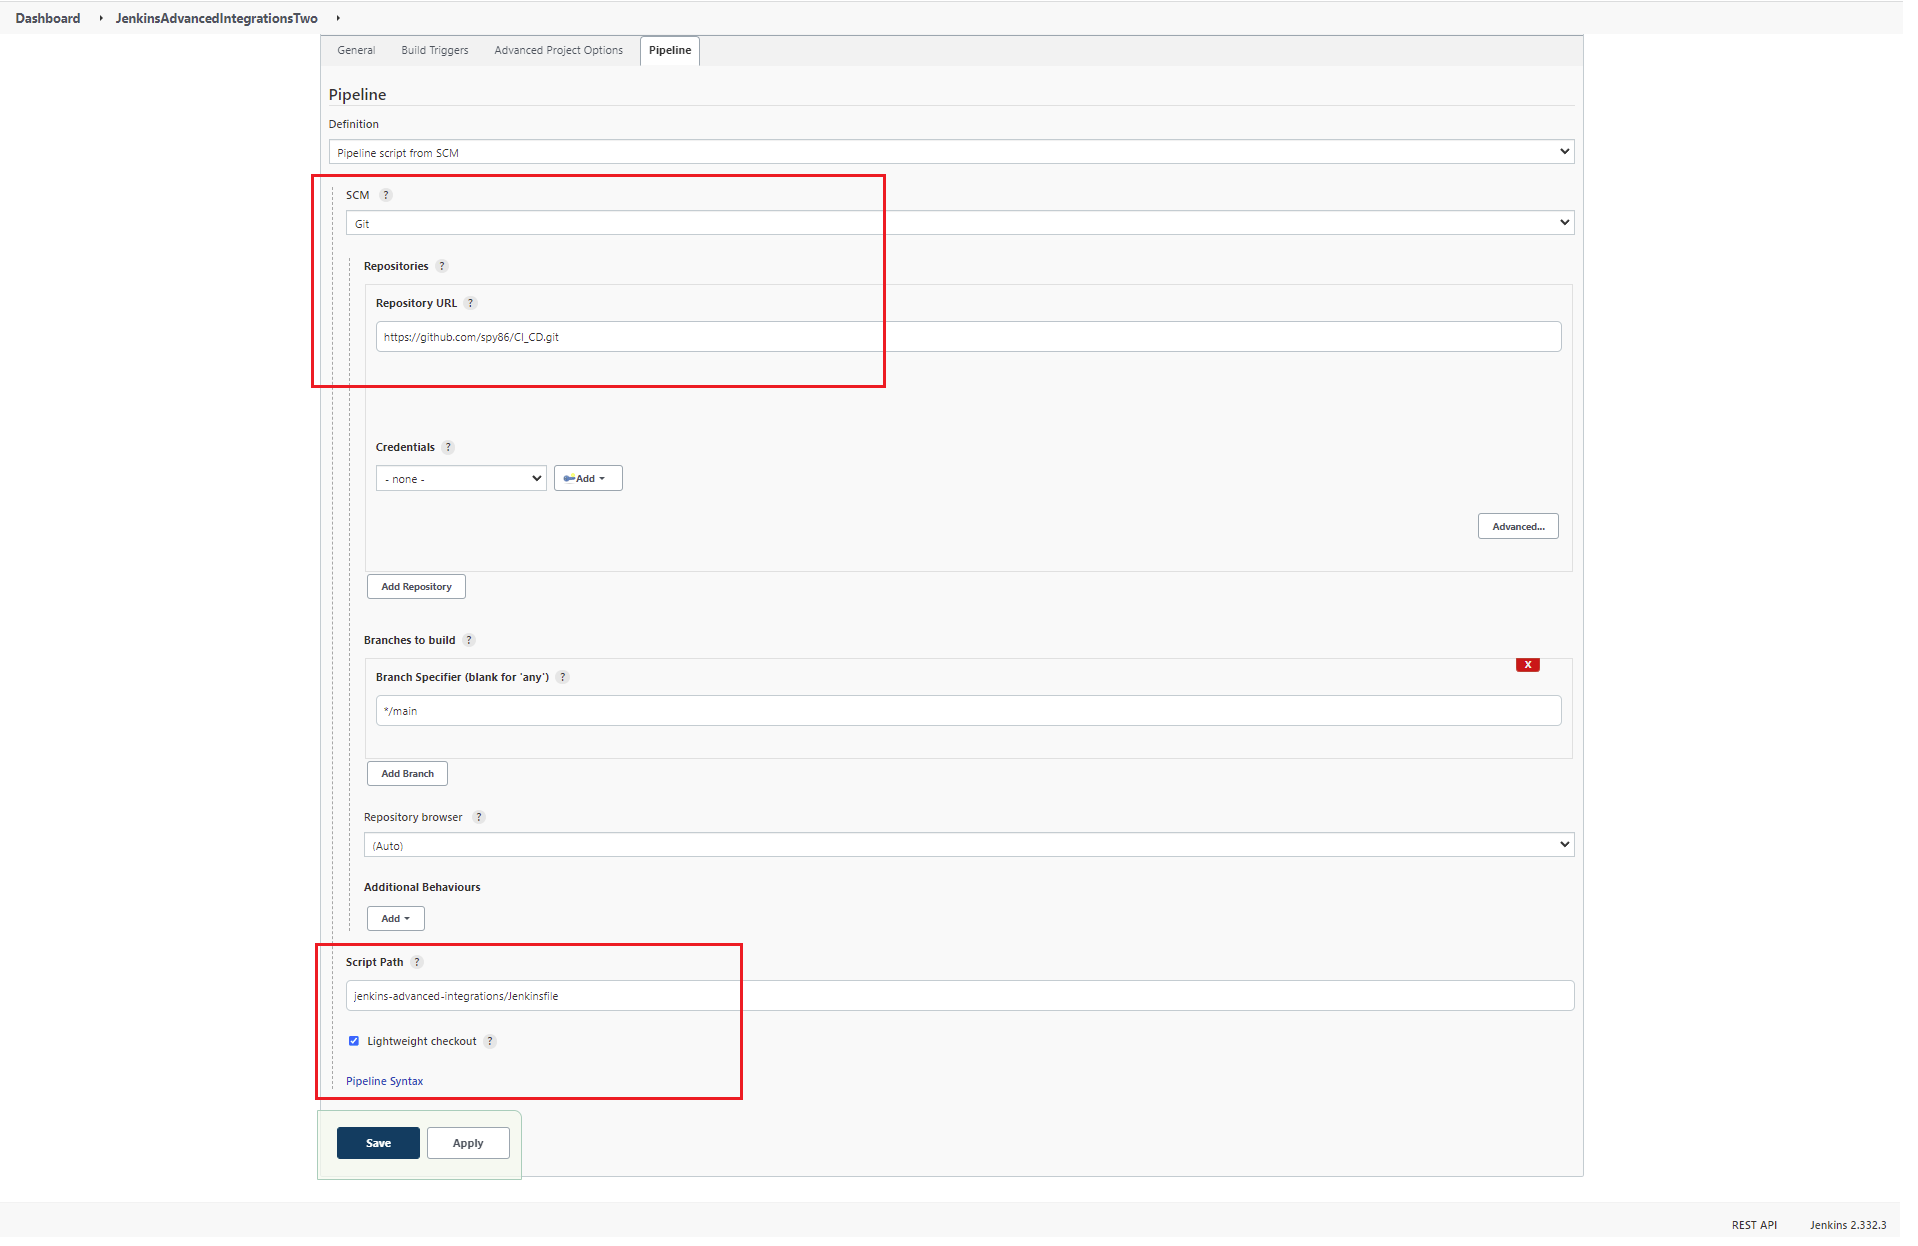 Dashboard JenkinsAdvancedIntegrationsTwo
General Build Triggers Advanced Project Options Pipeline
Pipeline
Definition
Pipeline script from SCM
SCM ?
Git
Repositories ?
Repository URL ?
https://github.com/spy86/CI_CD.git
Credentials ?
- none - Add
Advanced...
Add Repository
Branches to build ?
X
Branch Specifier (blank for 'any') ?
*/main
Add Branch
Repository browser ?
(Auto)
Additional Behaviours
Add
Script Path ?
jenkins-advanced-integrations/Jenkinsfile
Lightweight checkout ?
Pipeline Syntax
Save Apply
REST API Jenkins 2.332.3